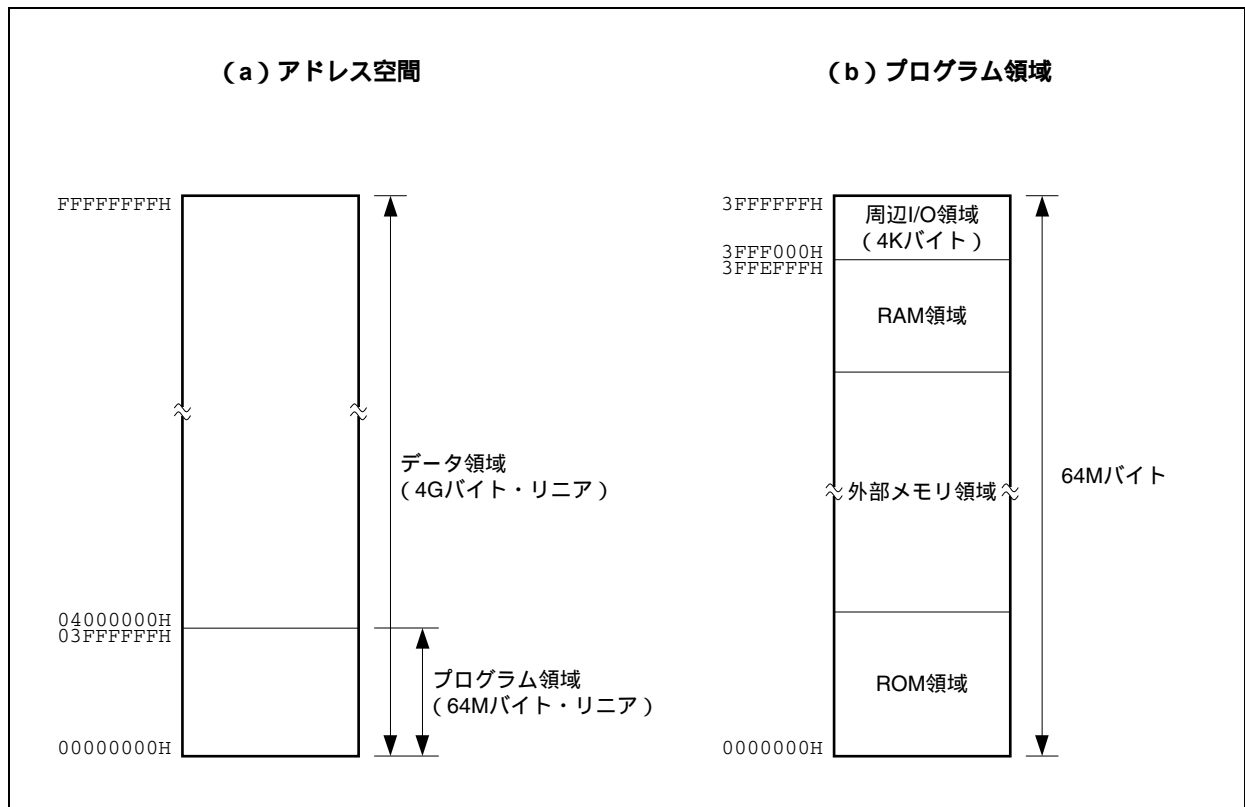 （a）アドレス空間
FFFFFFFFH
データ領域
（4Gバイト・リニア）
04000000H
03FFFFFFH
プログラム領域
（64Mバイト・リニア）
00000000H
（b）プログラム領域
3FFFFFFH
周辺I/O領域
（4Kバイト）
3FFF000H
3FFEFFFH
RAM領域
外部メモリ領域
64Mバイト
ROM領域
0000000H